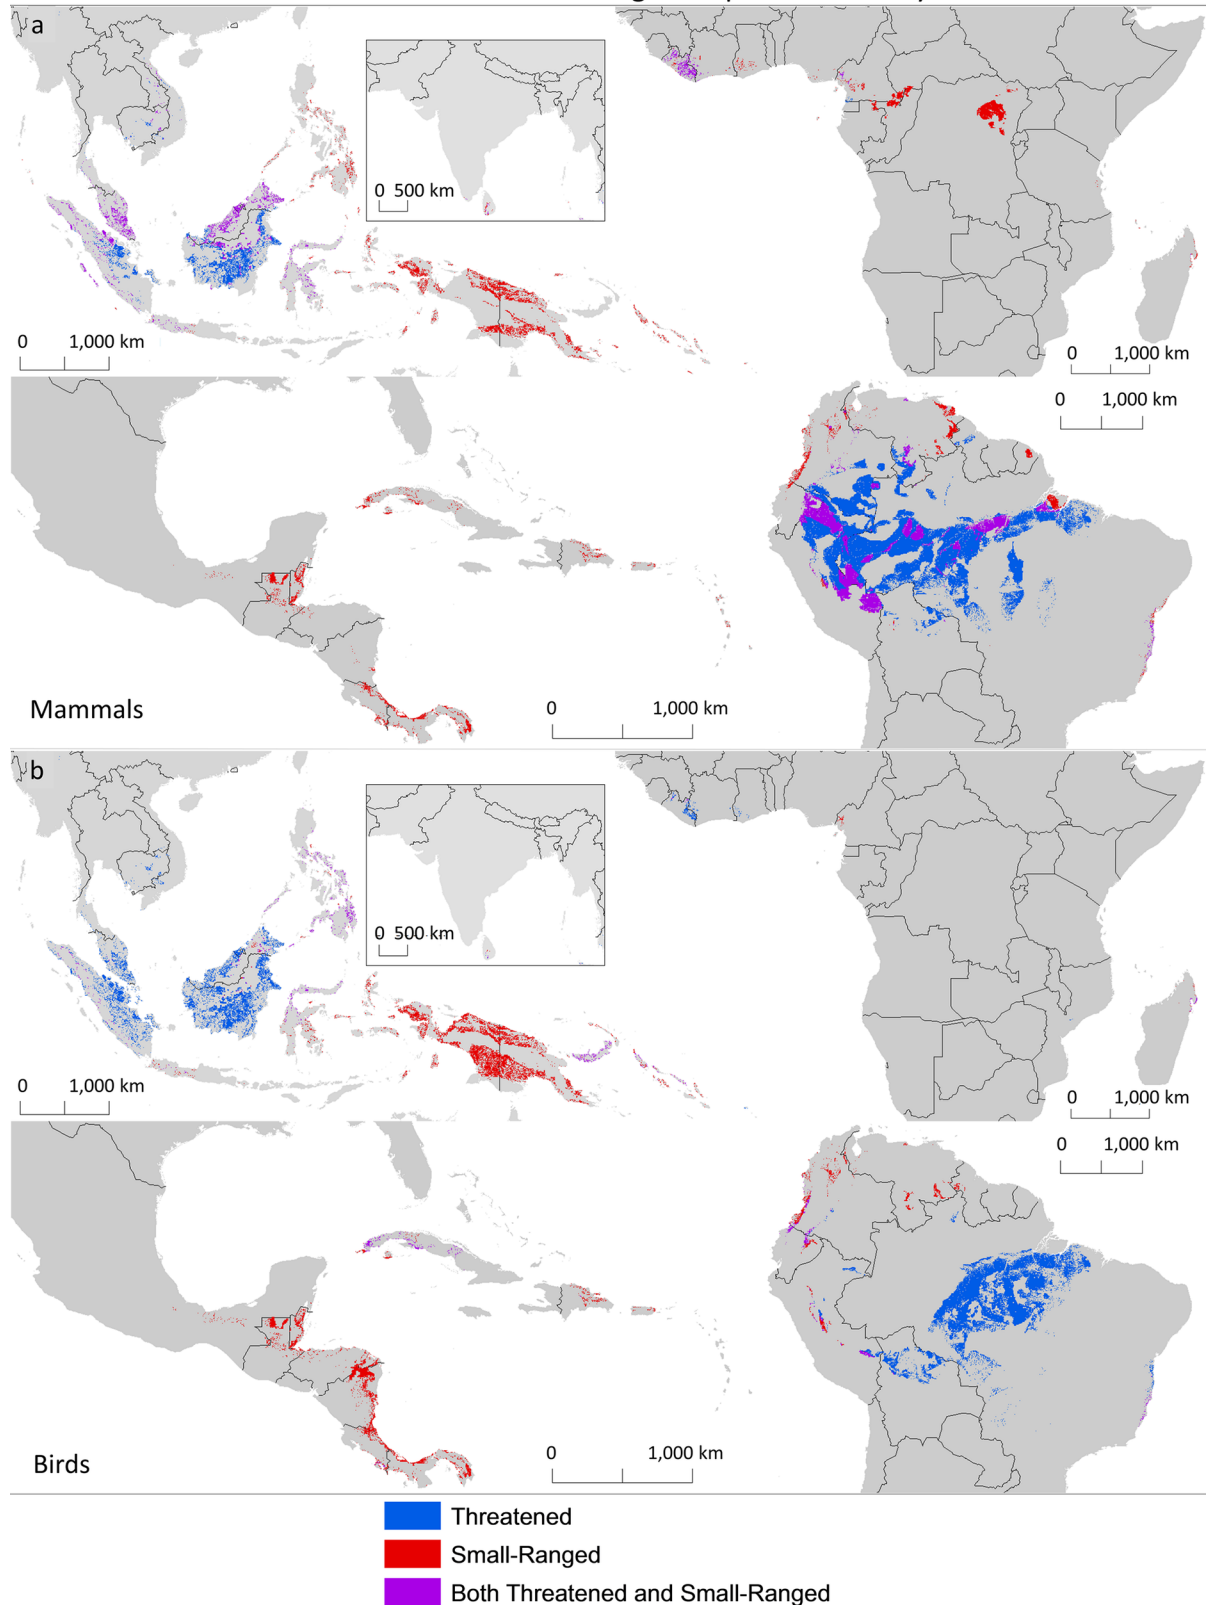 a
0 500 km
0 1,000 km
0 1,000 km
0 1,000 km
Mammals
0 1,000 km
b
0 500 km
0 1,000 km
0 1,000 km
0 1,000 km
Birds
0 1,000 km
Threatened
Small-Ranged
Both Threatened and Small-Ranged